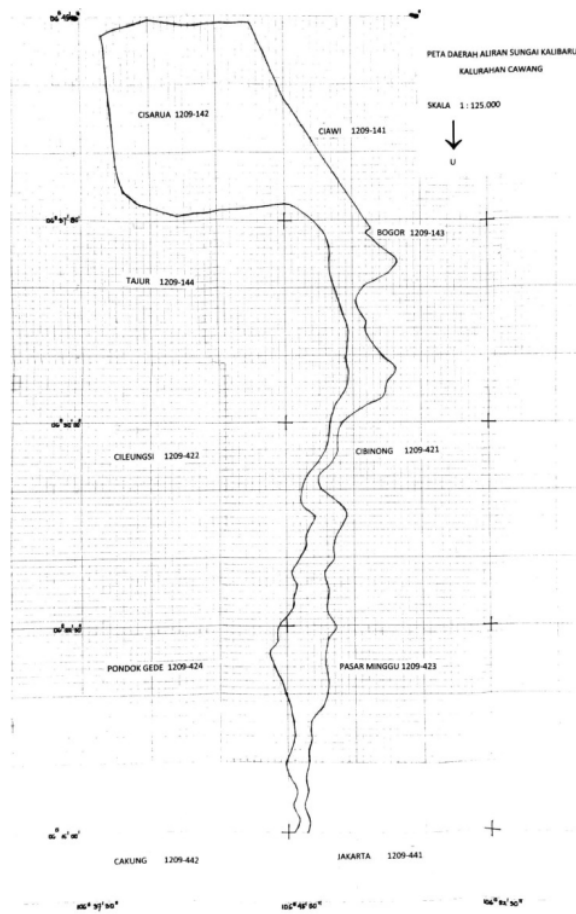 PETA DAERAH ALIRAN SUNGAI KALIBARU
KALURAHAN CAWANG
SKALA 1 : 125.000
U
CISARUA 1209-142
CIAWI 1209-141
BOGOR 1209-143
TAJUR 1209-144
CILEUNGSI 1209-422
CIBINONG 1209-421
PONDOK GEDE 1209-424
PASAR MINGGU 1209-423
CAKUNG 1209-442
JAKARTA 1209-441